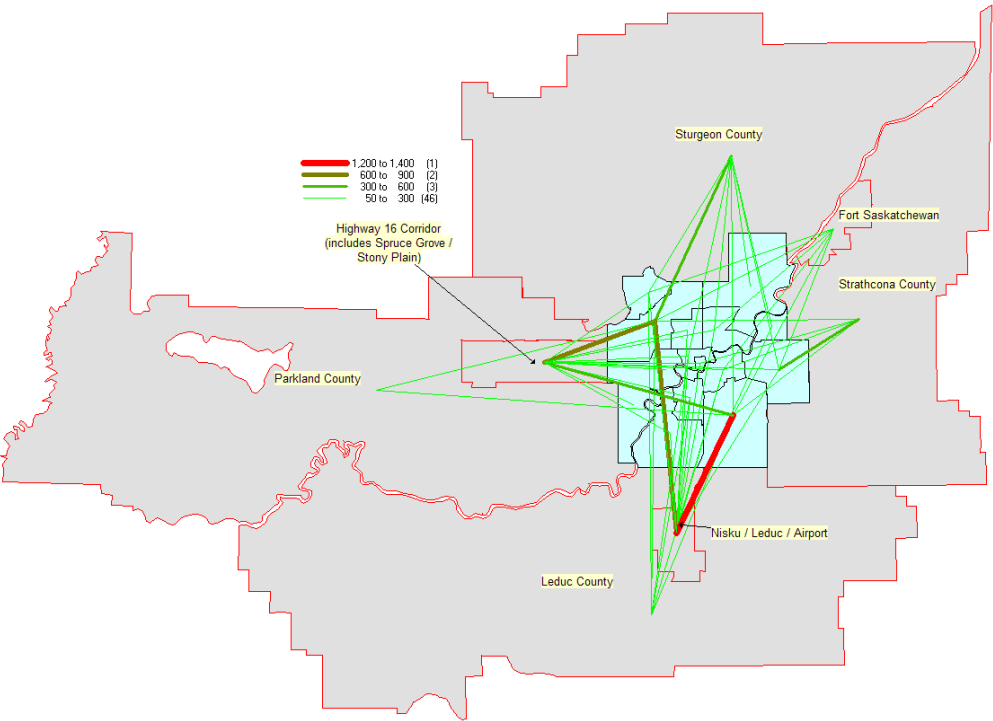 Sturgeon County
1,200 to 1,400 (1)
600 to 900 (2)
300 to 600 (3)
50 to 300 (46)
Fort Saskatchewan
Highway 16 Corridor
(includes Spruce Grove /
Stony Plain)
Strathcona County
Parkland County
Nisku / Leduc / Airport
Leduc County